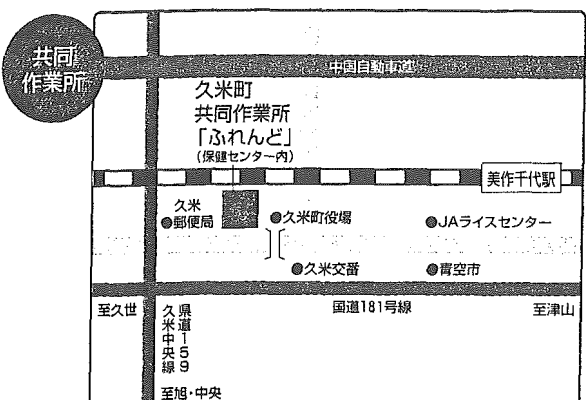 共同
作業所
中国自動車道
久米町
共同作業所
「ふれんど」
(保健センター内)
美作千代駅
久米
●郵便局
●久米町役場
●JAライスセンター
●久米交番
●青空市
至久世
県道159
久米中央線
国道181号線
至津山
至旭・中央